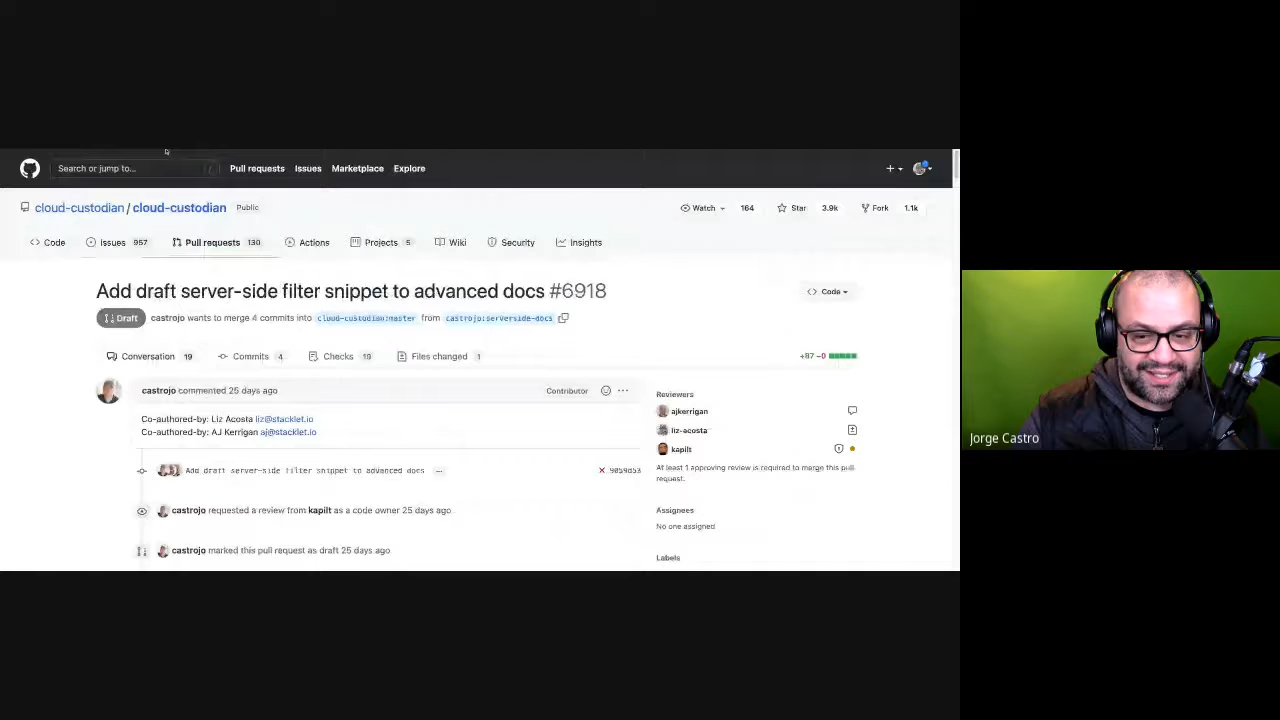 Search or jump to... /
Pull requests Issues Marketplace Explore
cloud-custodian / cloud-custodian Public
Watch 164 Star 3.9k Fork 1.1k
Code Issues 957 Pull requests 130 Actions Projects 5 Wiki Security Insights
Add draft server-side filter snippet to advanced docs #6918
Code
Draft castrojo wants to merge 4 commits into cloud-custodian:master from castrojo:serverside-docs
Conversation 19 Commits 4 Checks 19 Files changed 1
+87 −0
castrojo commented 25 days ago Contributor
Co-authored-by: Liz Acosta liz@stacklet.io
Co-authored-by: AJ Kerrigan aj@stacklet.io
Add draft server-side filter snippet to advanced docs ...
castrojo requested a review from kapilt as a code owner 25 days ago
castrojo marked this pull request as draft 25 days ago
Reviewers
ajkerrigan
liz-acosta
kapilt
At least 1 approving review is required to merge this pull
request.
Assignees
No one assigned
Labels
Jorge Castro